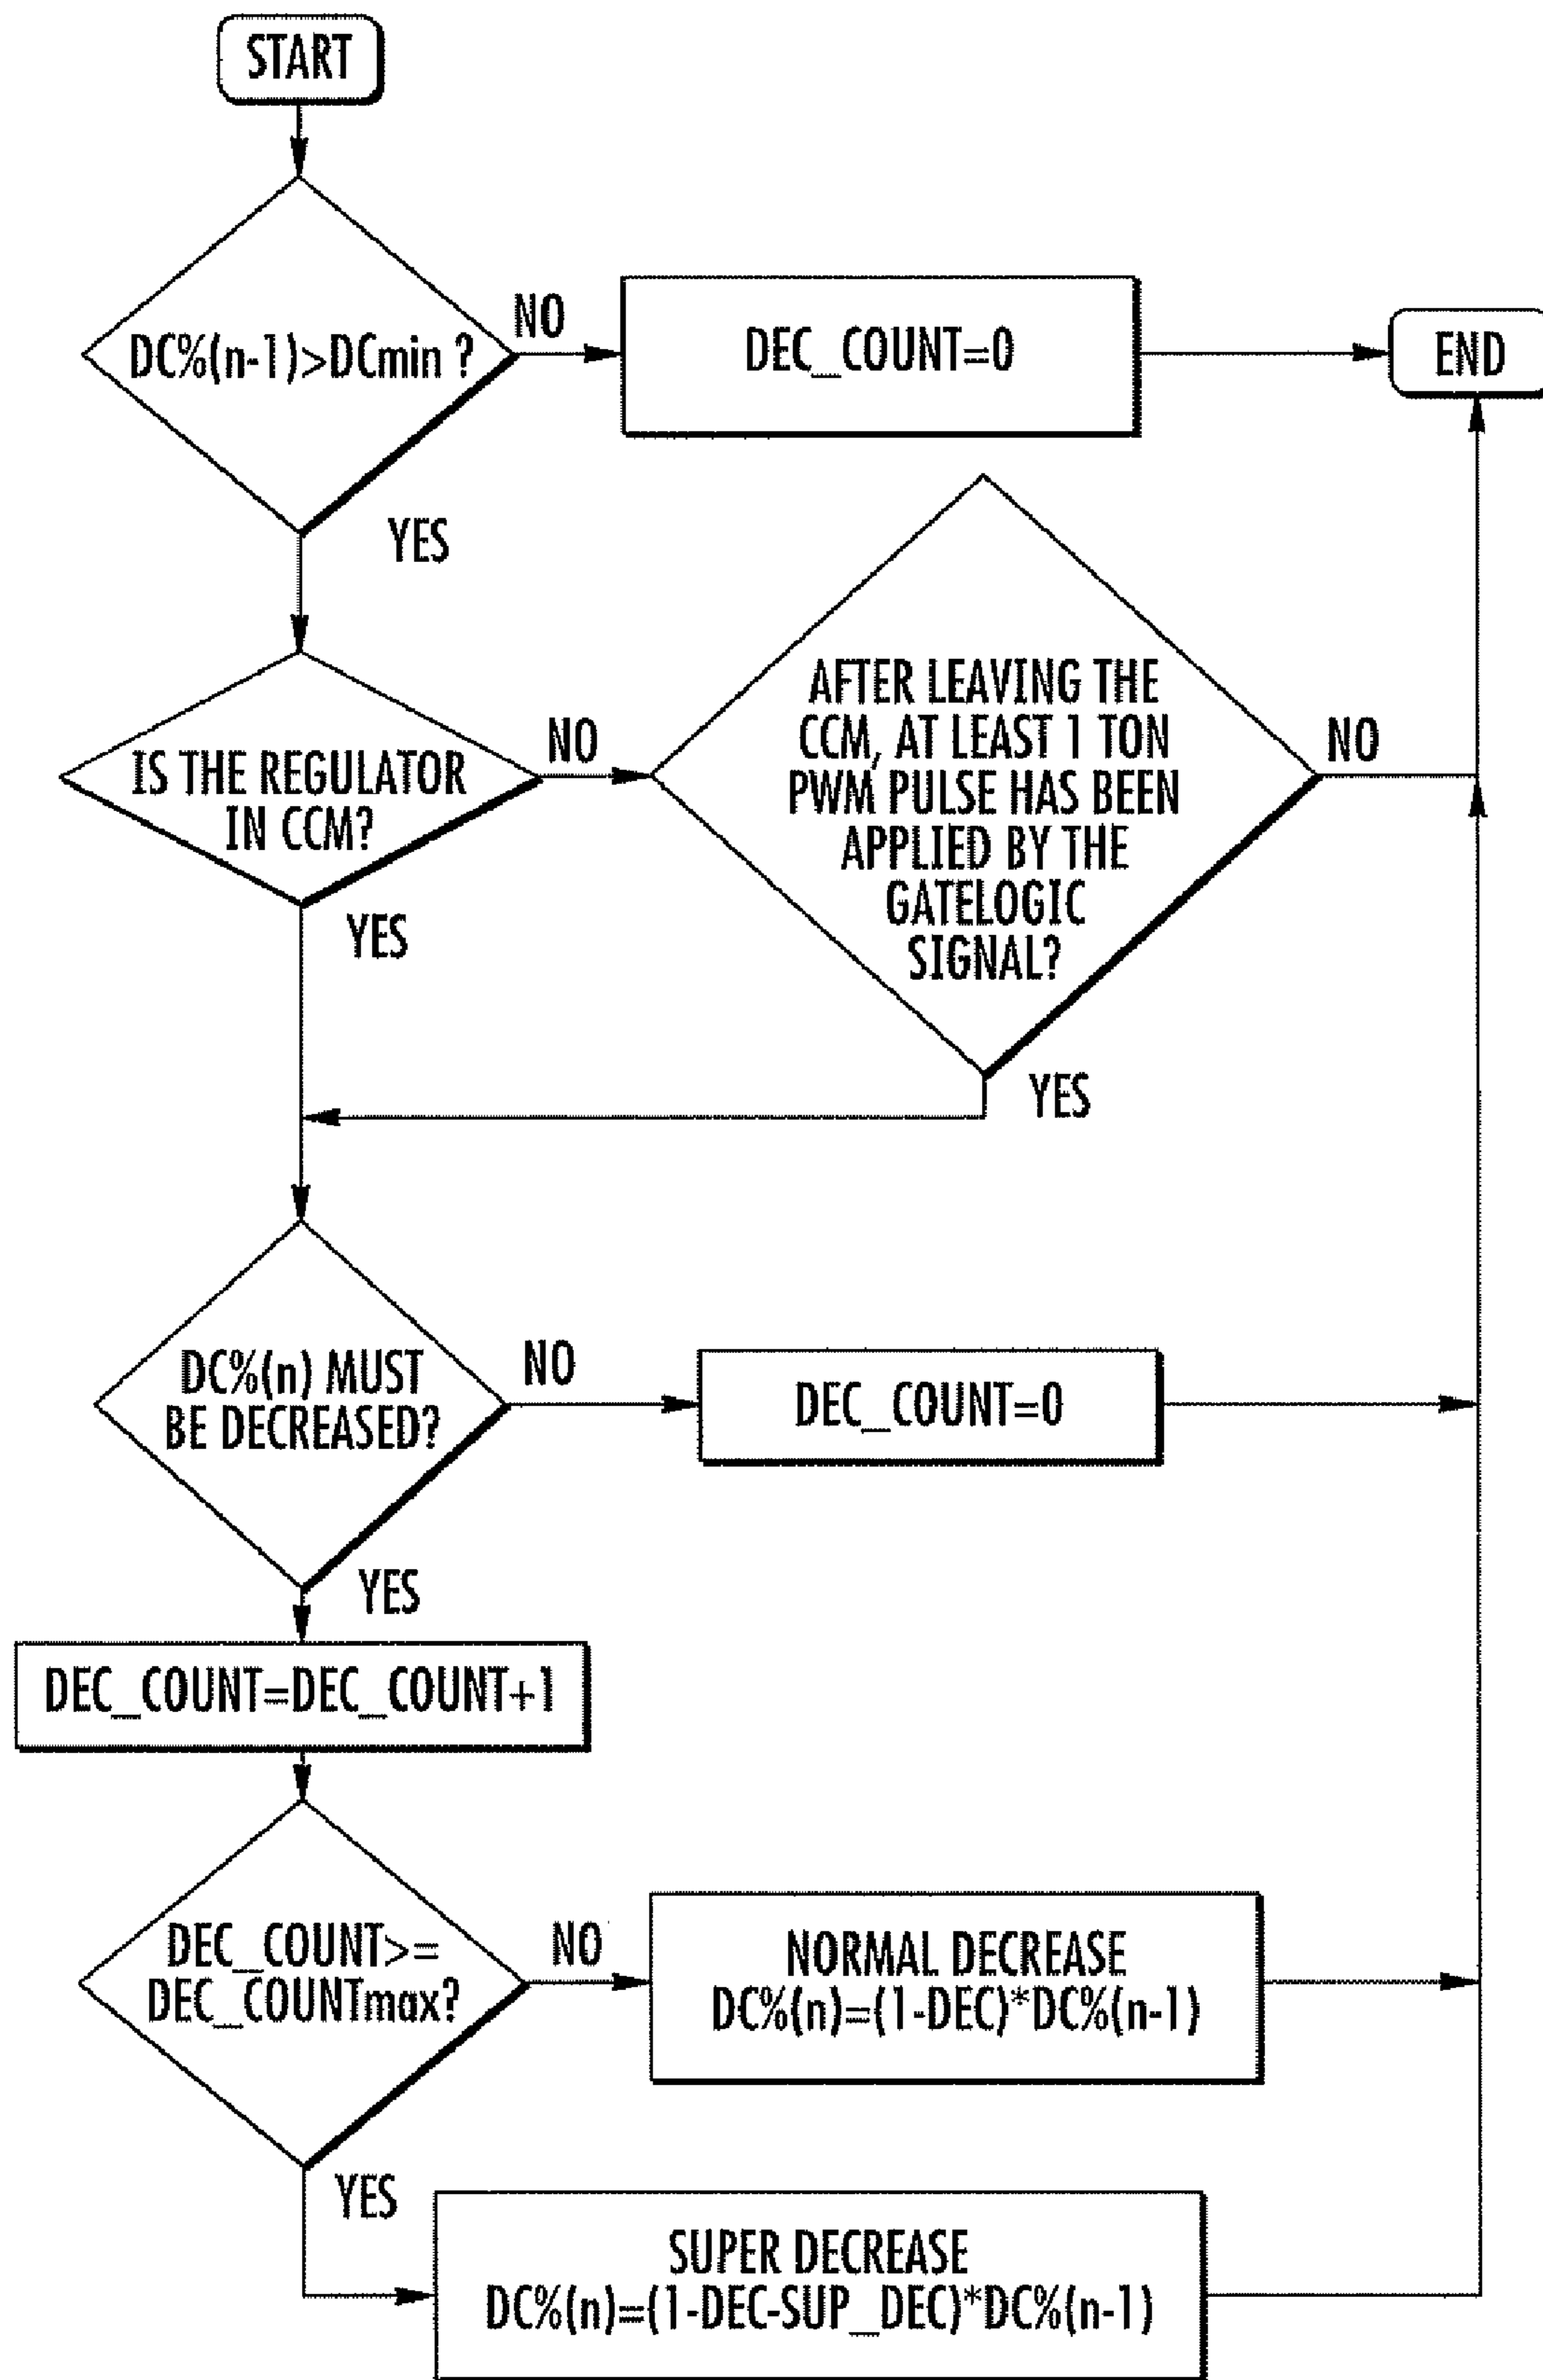 START
DC%(n-1)>DCmin ?
NO
DEC_COUNT=0
END
YES
IS THE REGULATOR
IN CCM?
NO
AFTER LEAVING THE
CCM, AT LEAST 1 TON
PWM PULSE HAS BEEN
APPLIED BY THE
GATELOGIC
SIGNAL?
NO
YES
YES
DC%(n) MUST
BE DECREASED?
NO
DEC_COUNT=0
YES
DEC_COUNT=DEC_COUNT+1
DEC_COUNT>=
DEC_COUNTmax?
NO
NORMAL DECREASE
DC%(n)=(1-DEC)*DC%(n-1)
YES
SUPER DECREASE
DC%(n)=(1-DEC-SUP_DEC)*DC%(n-1)